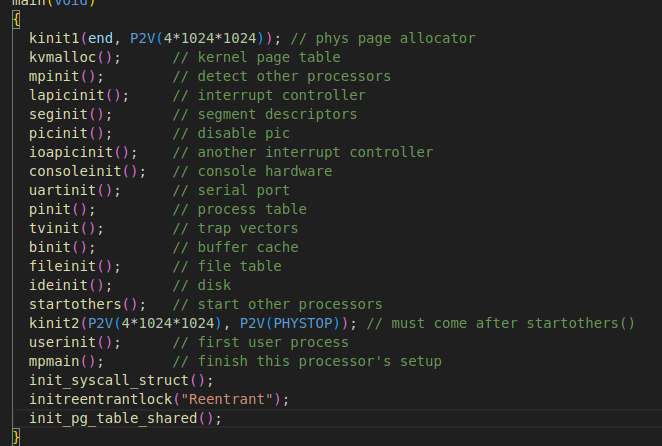 main(void)
{
kinit1(end, P2V(4*1024*1024)); // phys page allocator
kvmalloc();      // kernel page table
mpinit();        // detect other processors
lapicinit();     // interrupt controller
seginit();       // segment descriptors
picinit();       // disable pic
ioapicinit();    // another interrupt controller
consoleinit();   // console hardware
uartinit();      // serial port
pinit();         // process table
tvinit();        // trap vectors
binit();         // buffer cache
fileinit();      // file table
ideinit();       // disk
startothers();   // start other processors
kinit2(P2V(4*1024*1024), P2V(PHYSTOP)); // must come after startothers()
userinit();      // first user process
mpmain();        // finish this processor's setup
init_syscall_struct();
initreentrantlock("Reentrant");
init_pg_table_shared();
}